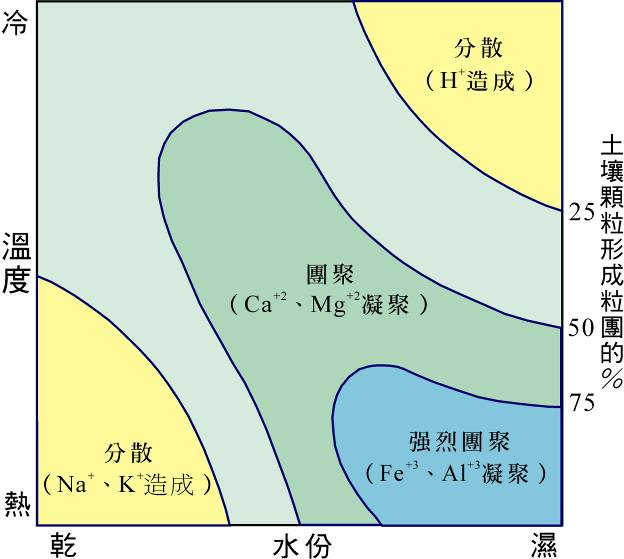 冷
分散
（H⁺造成）
25
土壤顆粒形成粒團的％
溫度
團聚
（Ca⁺²、Mg⁺²凝聚）
50
75
强烈團聚
（Fe⁺³、Al⁺³凝聚）
分散
（Na⁺、K⁺造成）
熱
乾 水份 濕